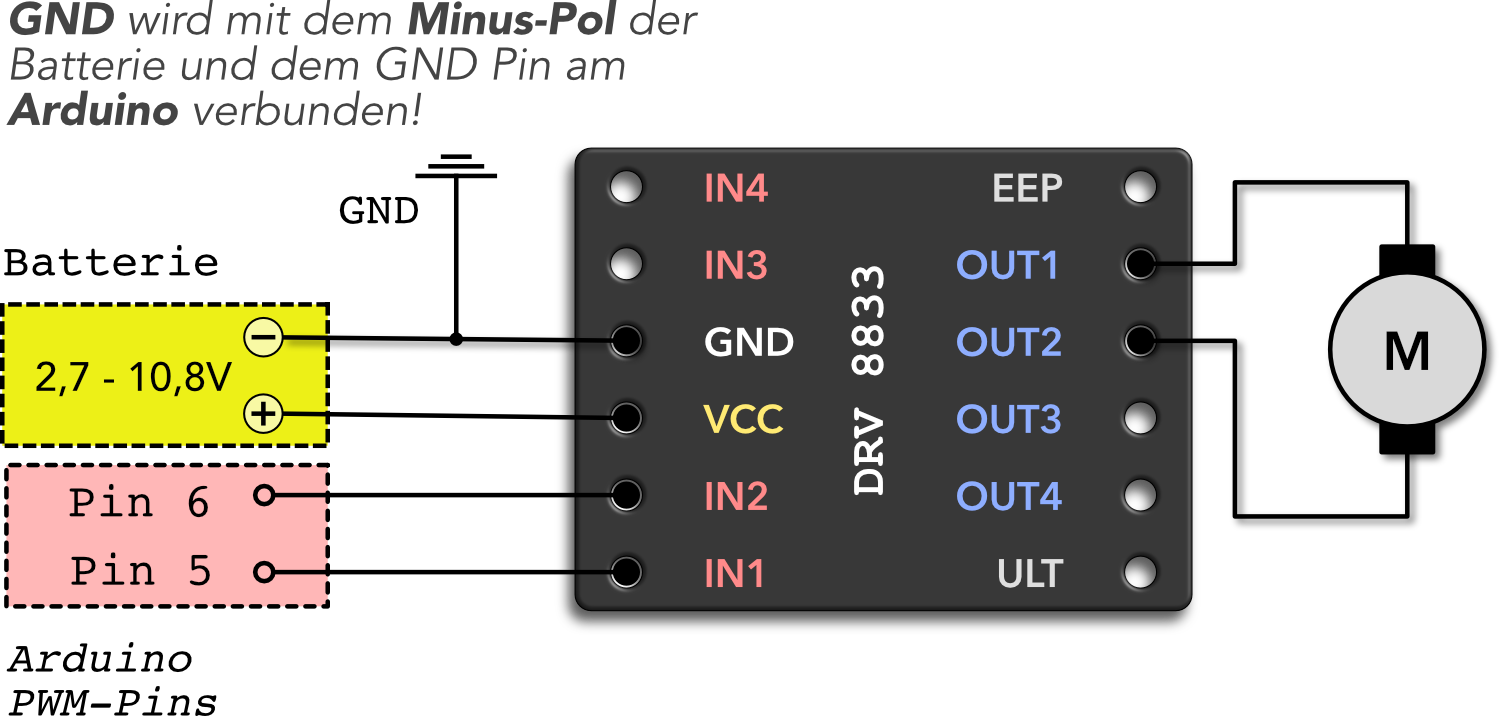 GND wird mit dem Minus-Pol der
Batterie und dem GND Pin am
Arduino verbunden!
GND
Batterie
2,7 - 10,8V
Pin 6
Pin 5
Arduino
PWM-Pins
IN4
IN3
GND
VCC
IN2
IN1
DRV 8833
EEP
OUT1
OUT2
OUT3
OUT4
ULT
M